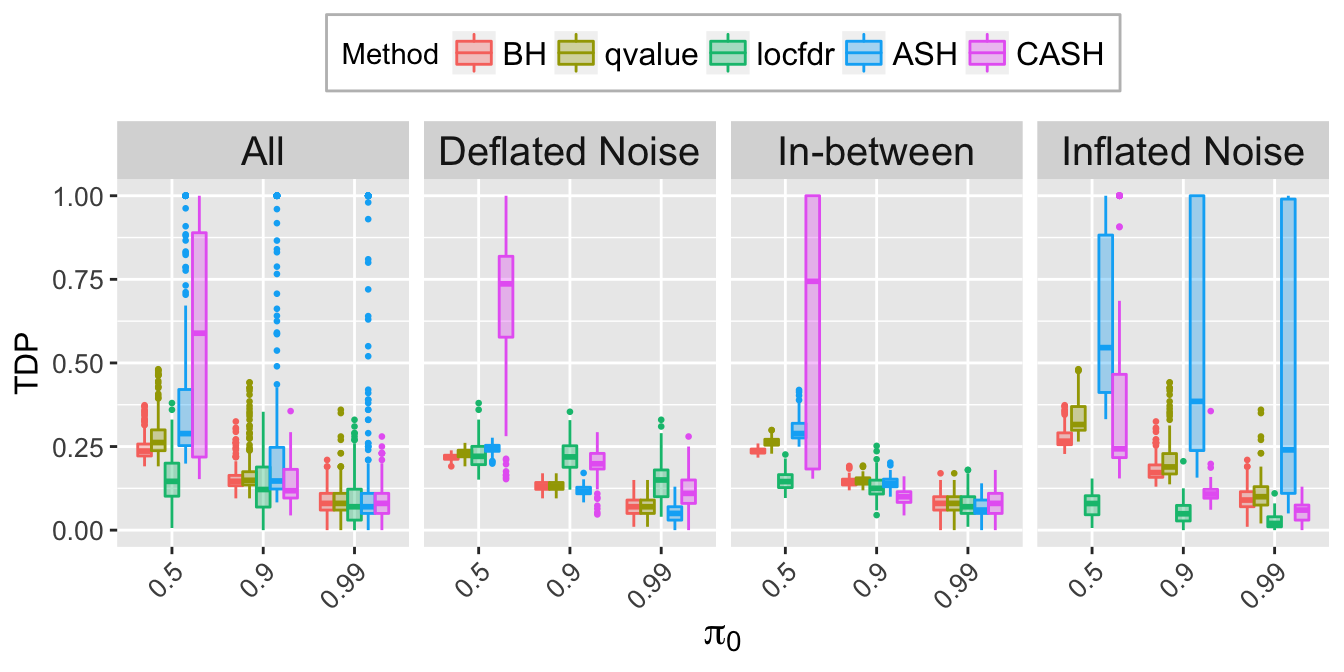 Method BH qvalue locfdr ASH CASH
All Deflated Noise In-between Inflated Noise
TDP
1.00
0.75
0.50
0.25
0.00
0.5 0.9 0.99 0.5 0.9 0.99 0.5 0.9 0.99 0.5 0.9 0.99
π₀